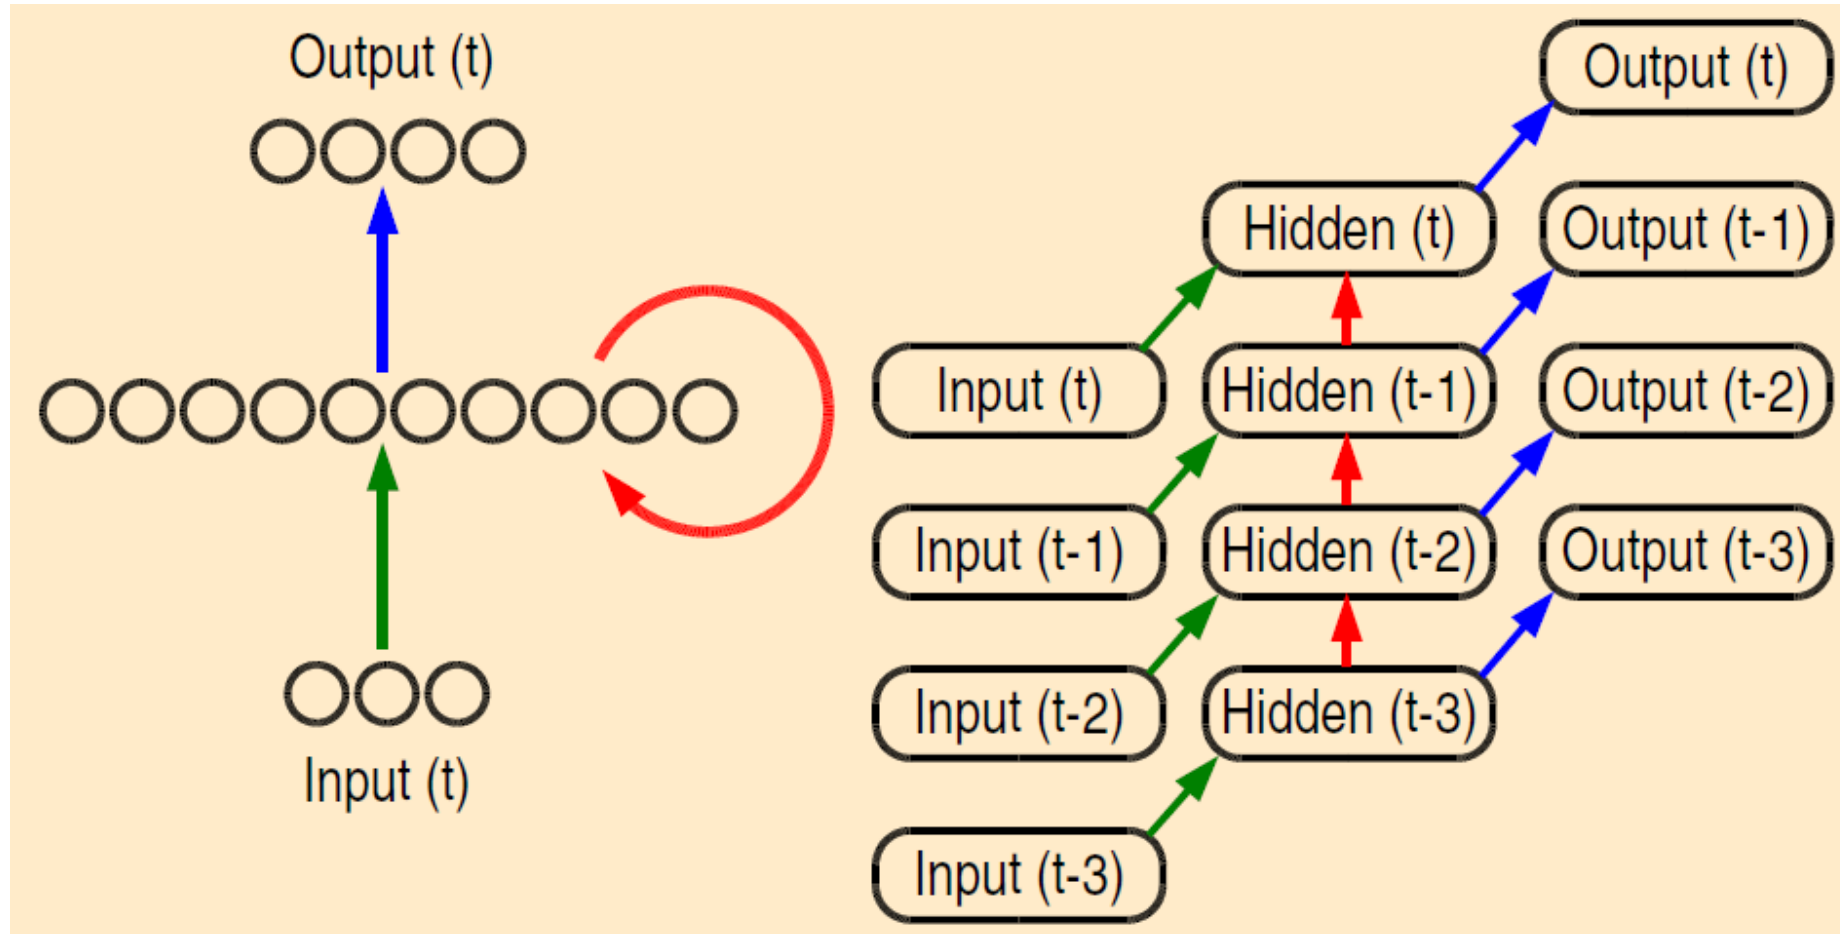 Output (t)
Input (t)
Output (t)
Hidden (t)
Output (t-1)
Input (t)
Hidden (t-1)
Output (t-2)
Input (t-1)
Hidden (t-2)
Output (t-3)
Input (t-2)
Hidden (t-3)
Input (t-3)